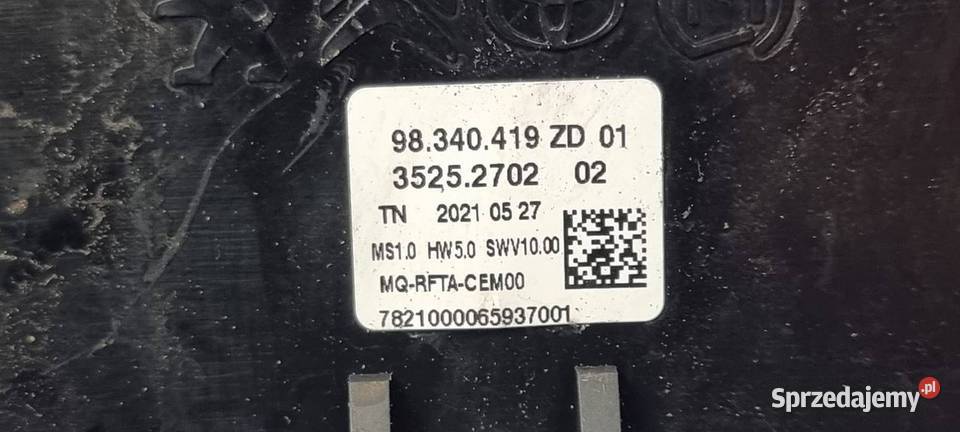 98.340.419 ZD 01
3525.2702 02
TN 2021 05 27
MS1.0 HW5.0 SWV10.00
MQ-RFTA-CEM00
7821000065937001
Sprzedajemy.pl